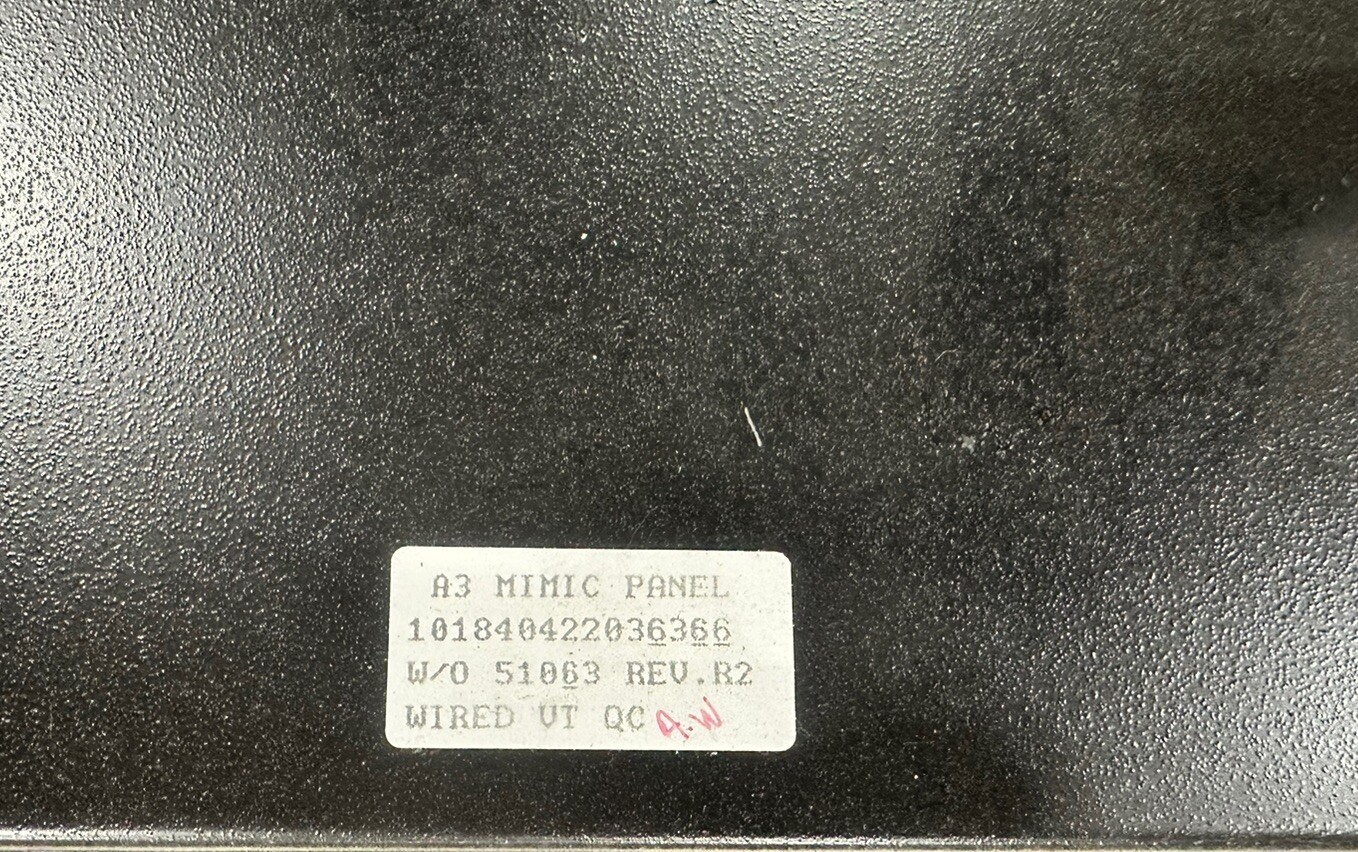 A3 MIMIC PANEL
101840422036366
W/O 51063 REV.R2
WIRED VT QC A.W